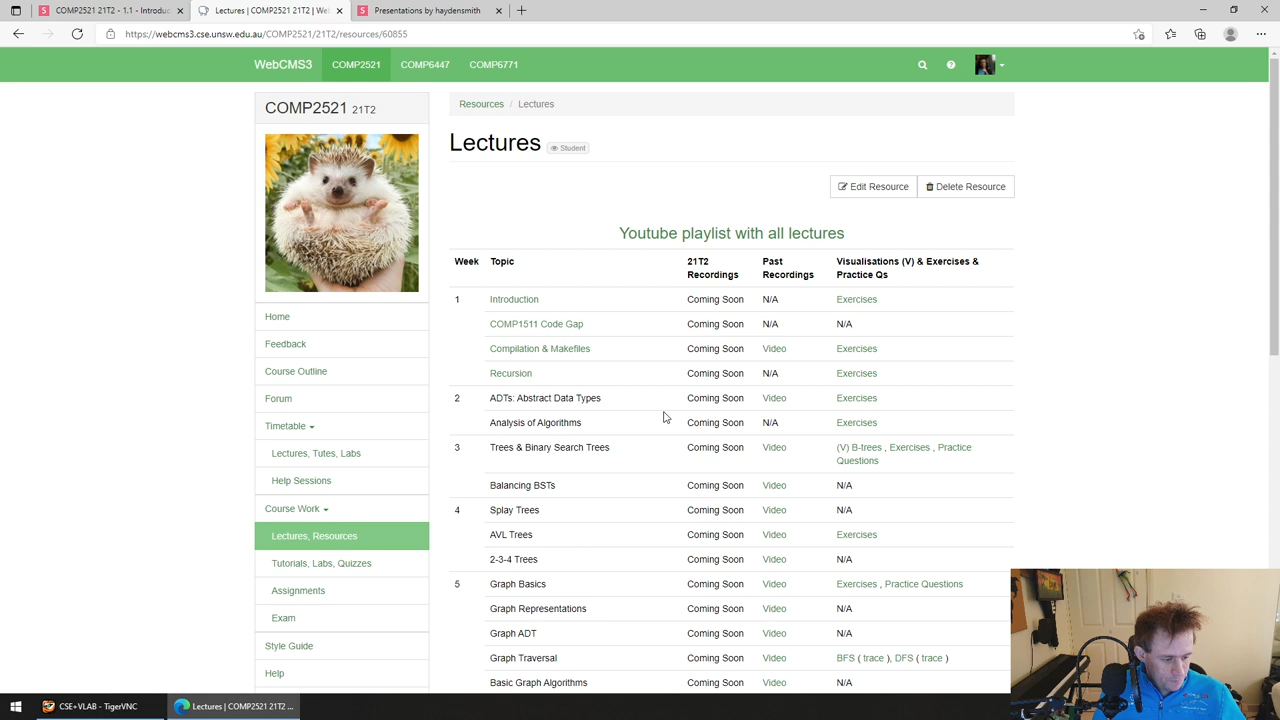 COMP2521 21T2 - 1.1 - Introduc
Lectures | COMP2521 21T2 | Web
Presentations by haydensmith
https://webcms3.cse.unsw.edu.au/COMP2521/21T2/resources/60855
WebCMS3 COMP2521 COMP6447 COMP6771
COMP2521 21T2
Home
Feedback
Course Outline
Forum
Timetable
Lectures, Tutes, Labs
Help Sessions
Course Work
Lectures, Resources
Tutorials, Labs, Quizzes
Assignments
Exam
Style Guide
Help
Resources / Lectures
Lectures Student
Edit Resource Delete Resource
Youtube playlist with all lectures
Week Topic 21T2 Recordings Past Recordings Visualisations (V) & Exercises & Practice Qs
1 Introduction Coming Soon N/A Exercises
COMP1511 Code Gap Coming Soon N/A N/A
Compilation & Makefiles Coming Soon Video Exercises
Recursion Coming Soon N/A Exercises
2 ADTs: Abstract Data Types Coming Soon Video Exercises
Analysis of Algorithms Coming Soon N/A Exercises
3 Trees & Binary Search Trees Coming Soon Video (V) B-trees , Exercises , Practice
Questions
Balancing BSTs Coming Soon Video N/A
4 Splay Trees Coming Soon Video N/A
AVL Trees Coming Soon Video Exercises
2-3-4 Trees Coming Soon Video N/A
5 Graph Basics Coming Soon Video Exercises , Practice Questions
Graph Representations Coming Soon Video N/A
Graph ADT Coming Soon Video N/A
Graph Traversal Coming Soon Video BFS ( trace ), DFS ( trace )
Basic Graph Algorithms Coming Soon Video N/A
CSE+VLAB - TigerVNC
Lectures | COMP2521 21T2 ...